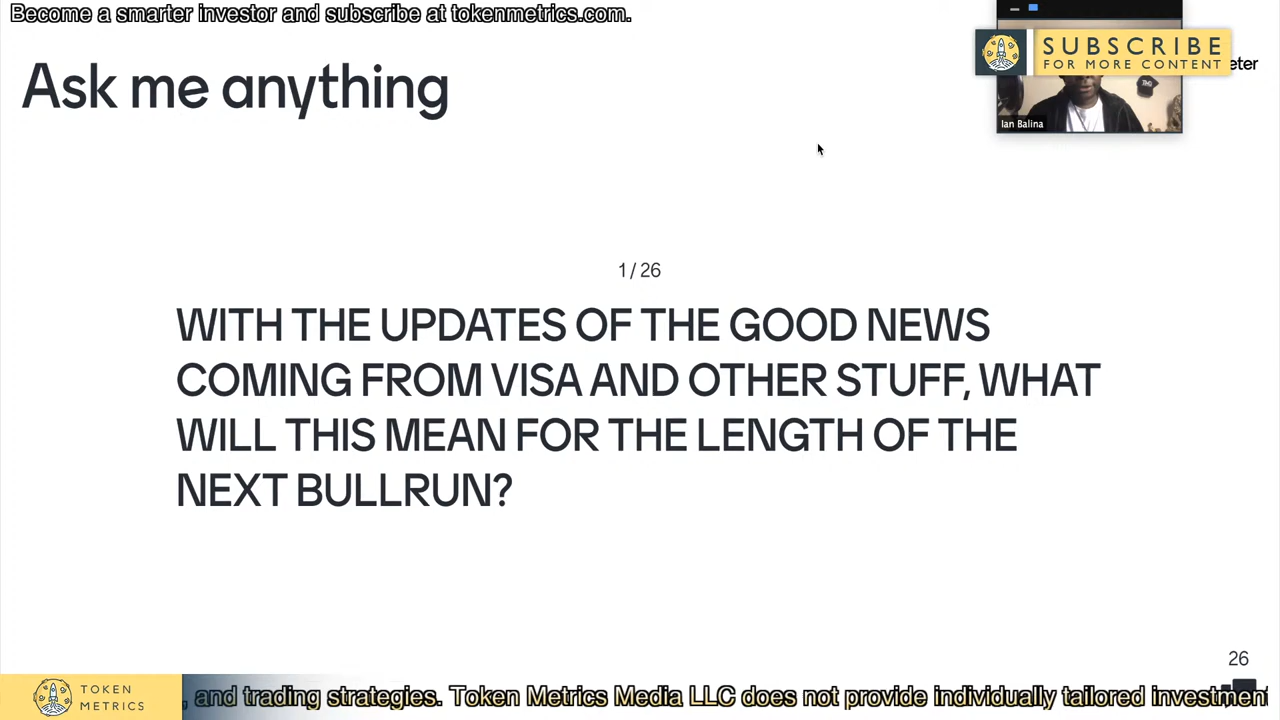 Become a smarter investor and subscribe at tokenmetrics.com.
SUBSCRIBE
FOR MORE CONTENT
eter
Ask me anything
Ian Balina
1 / 26
WITH THE UPDATES OF THE GOOD NEWS
COMING FROM VISA AND OTHER STUFF, WHAT
WILL THIS MEAN FOR THE LENGTH OF THE
NEXT BULLRUN?
26
TOKEN
METRICS
, and trading strategies. Token Metrics Media LLC does not provide individually tailored investment